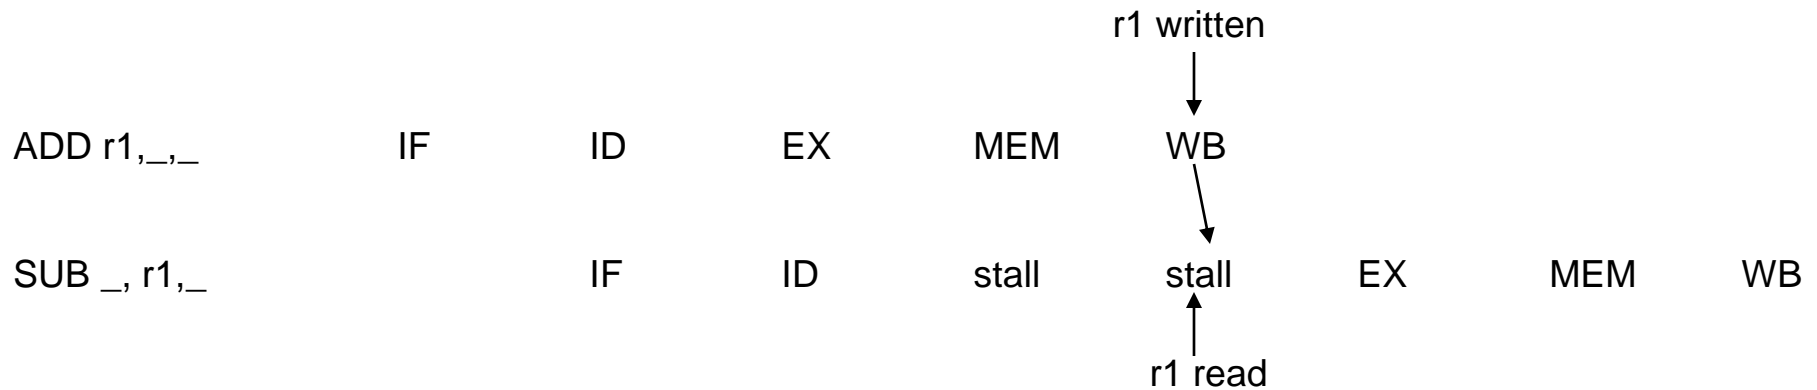 r1 written
ADD r1,_,_ IF ID EX MEM WB
SUB _, r1,_ IF ID stall stall EX MEM WB
r1 read